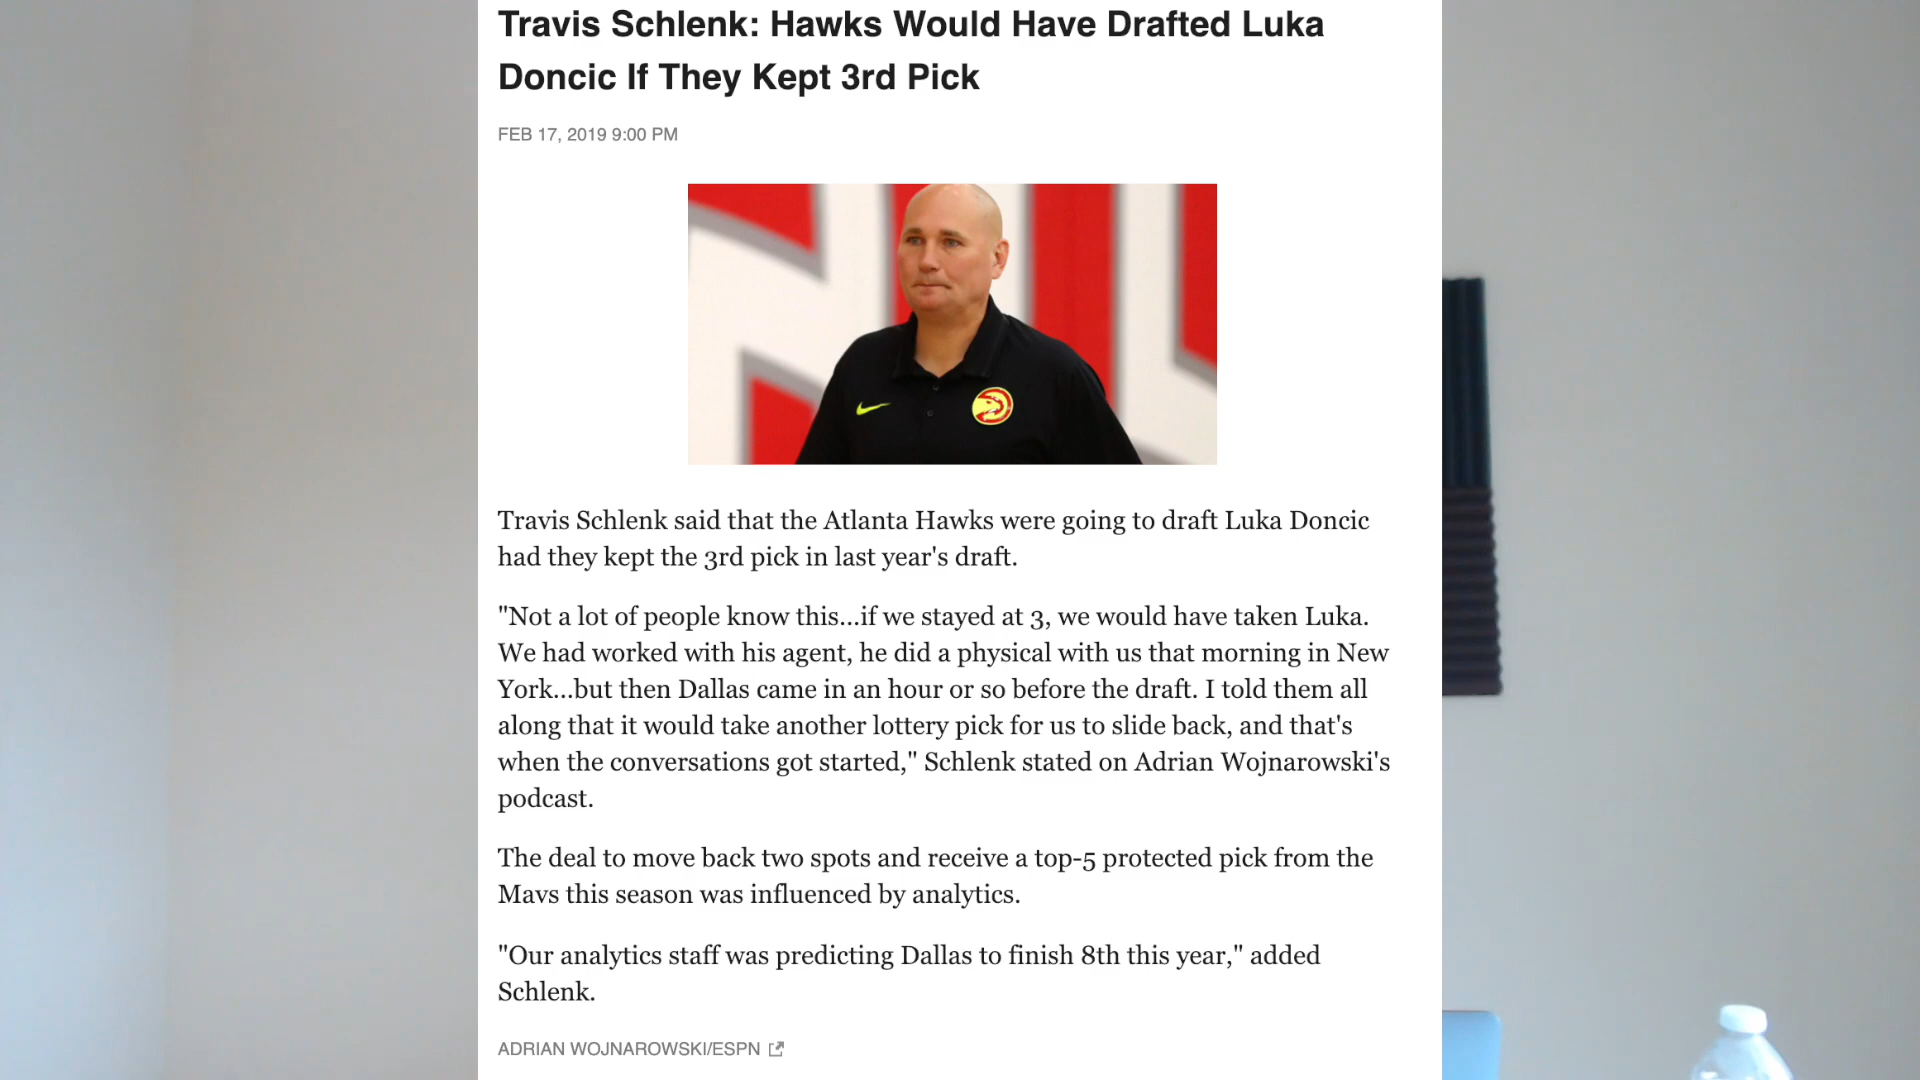 Travis Schlenk: Hawks Would Have Drafted Luka
Doncic If They Kept 3rd Pick
FEB 17, 2019 9:00 PM
Travis Schlenk said that the Atlanta Hawks were going to draft Luka Doncic
had they kept the 3rd pick in last year's draft.
"Not a lot of people know this...if we stayed at 3, we would have taken Luka.
We had worked with his agent, he did a physical with us that morning in New
York...but then Dallas came in an hour or so before the draft. I told them all
along that it would take another lottery pick for us to slide back, and that's
when the conversations got started," Schlenk stated on Adrian Wojnarowski's
podcast.
The deal to move back two spots and receive a top-5 protected pick from the
Mavs this season was influenced by analytics.
"Our analytics staff was predicting Dallas to finish 8th this year," added
Schlenk.
ADRIAN WOJNAROWSKI/ESPN